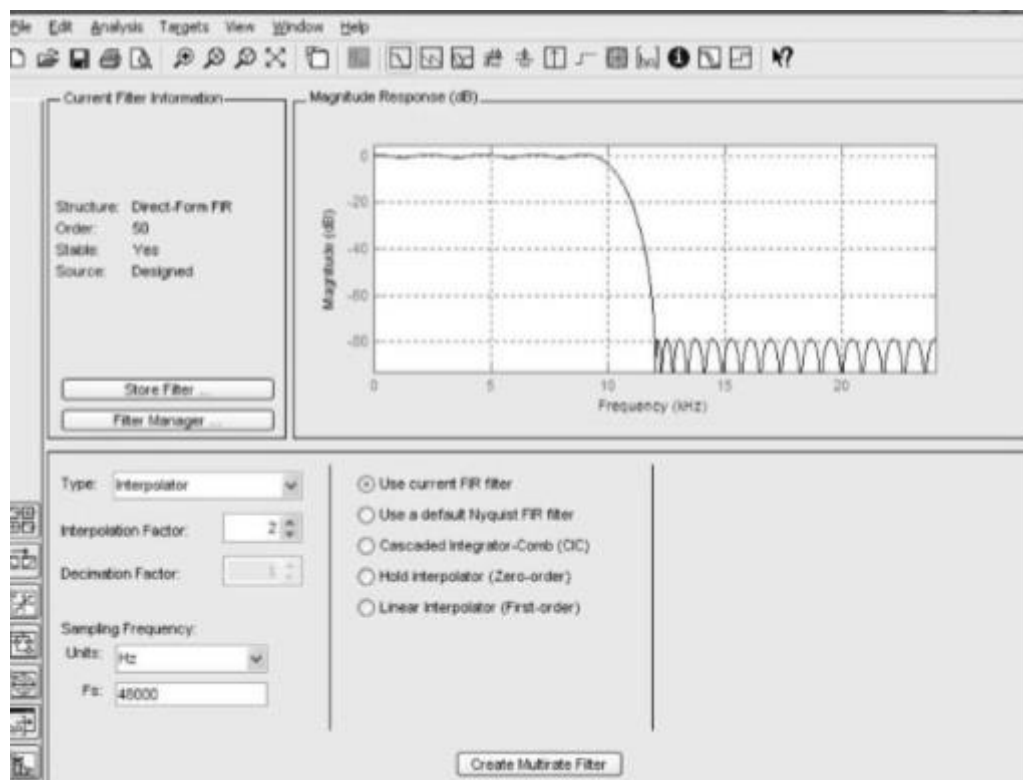 File Edit Analysis Targets View Window Help
Current Filter Information
Structure: Direct-Form FIR
Order: 50
Stable: Yes
Source: Designed
Store Filter ...
Filter Manager ...
Magnitude Response (dB)
Magnitude (dB)
0
-20
-40
-60
-80
0 5 10 15 20
Frequency (kHz)
Type: Interpolator
Interpolation Factor: 2
Decimation Factor:
Sampling Frequency:
Units: Hz
Fs: 48000
Use current FIR filter
Use a default Nyquist FIR filter
Cascaded Integrator-Comb (CIC)
Hold Interpolator (Zero-order)
Linear Interpolator (First-order)
Create Multirate Filter